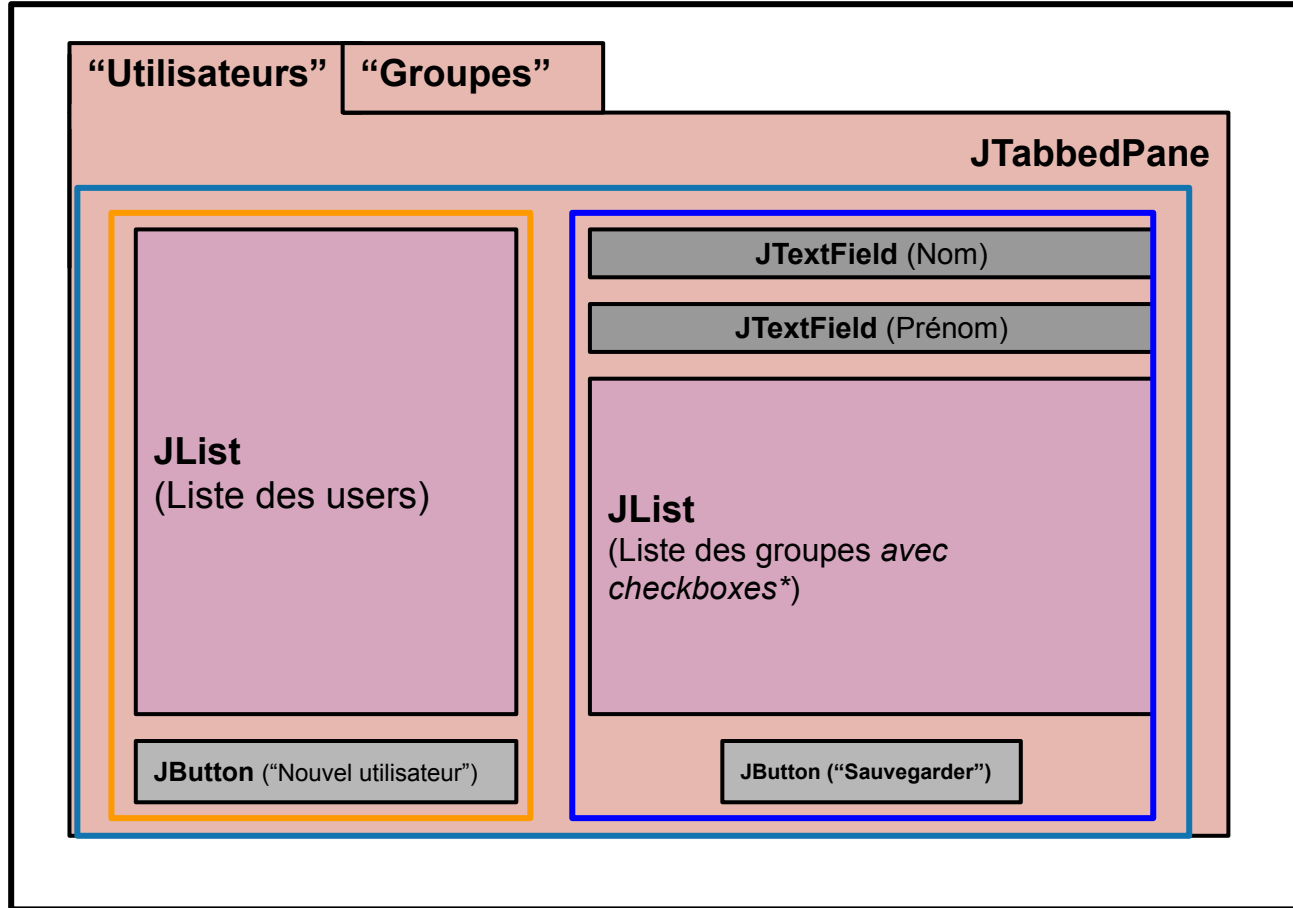 “Utilisateurs” “Groupes”
JTabbedPane
JList
(Liste des users)
JButton (“Nouvel utilisateur”)
JTextField (Nom)
JTextField (Prénom)
JList
(Liste des groupes avec
checkboxes*)
JButton (“Sauvegarder”)